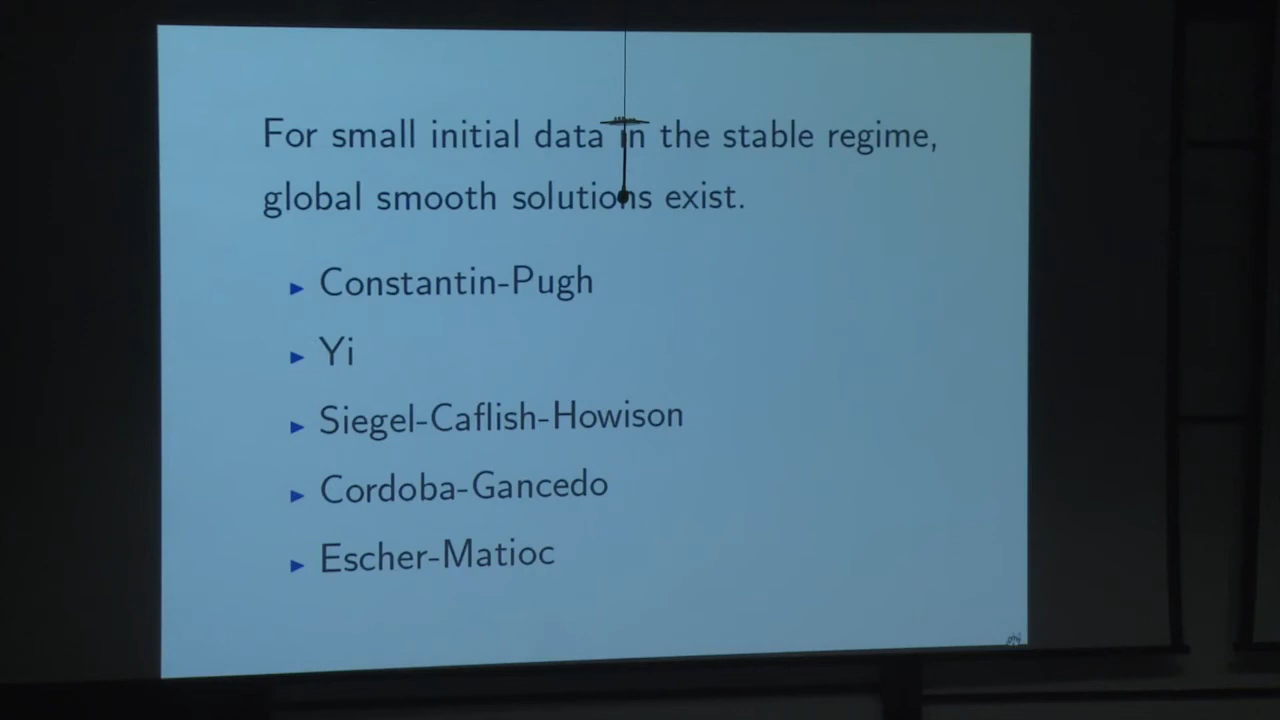 For small initial data in the stable regime,
global smooth solutions exist.
Constantin-Pugh
Yi
Siegel-Caflish-Howison
Cordoba-Gancedo
Escher-Matioc